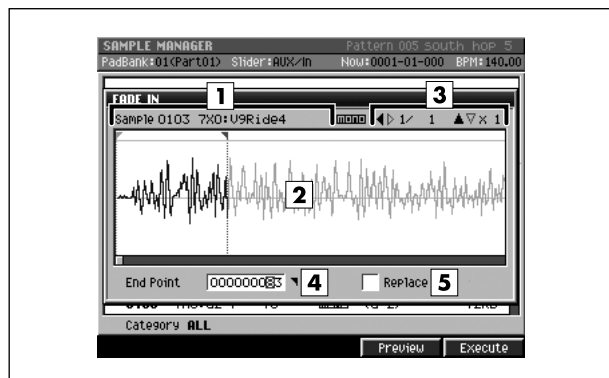 SAMPLE MANAGER Pattern 005 south hop 5
PadBank:01(Part01) Slider:AUX/In Now:0001-01-000 BPM:140.00
FADE IN
1 3
Sample 0103 7X0:V9Ride4 mono 1/ 1 x 1
2
End Point 0000000083 4 Replace 5
Category ALL
Preview Execute